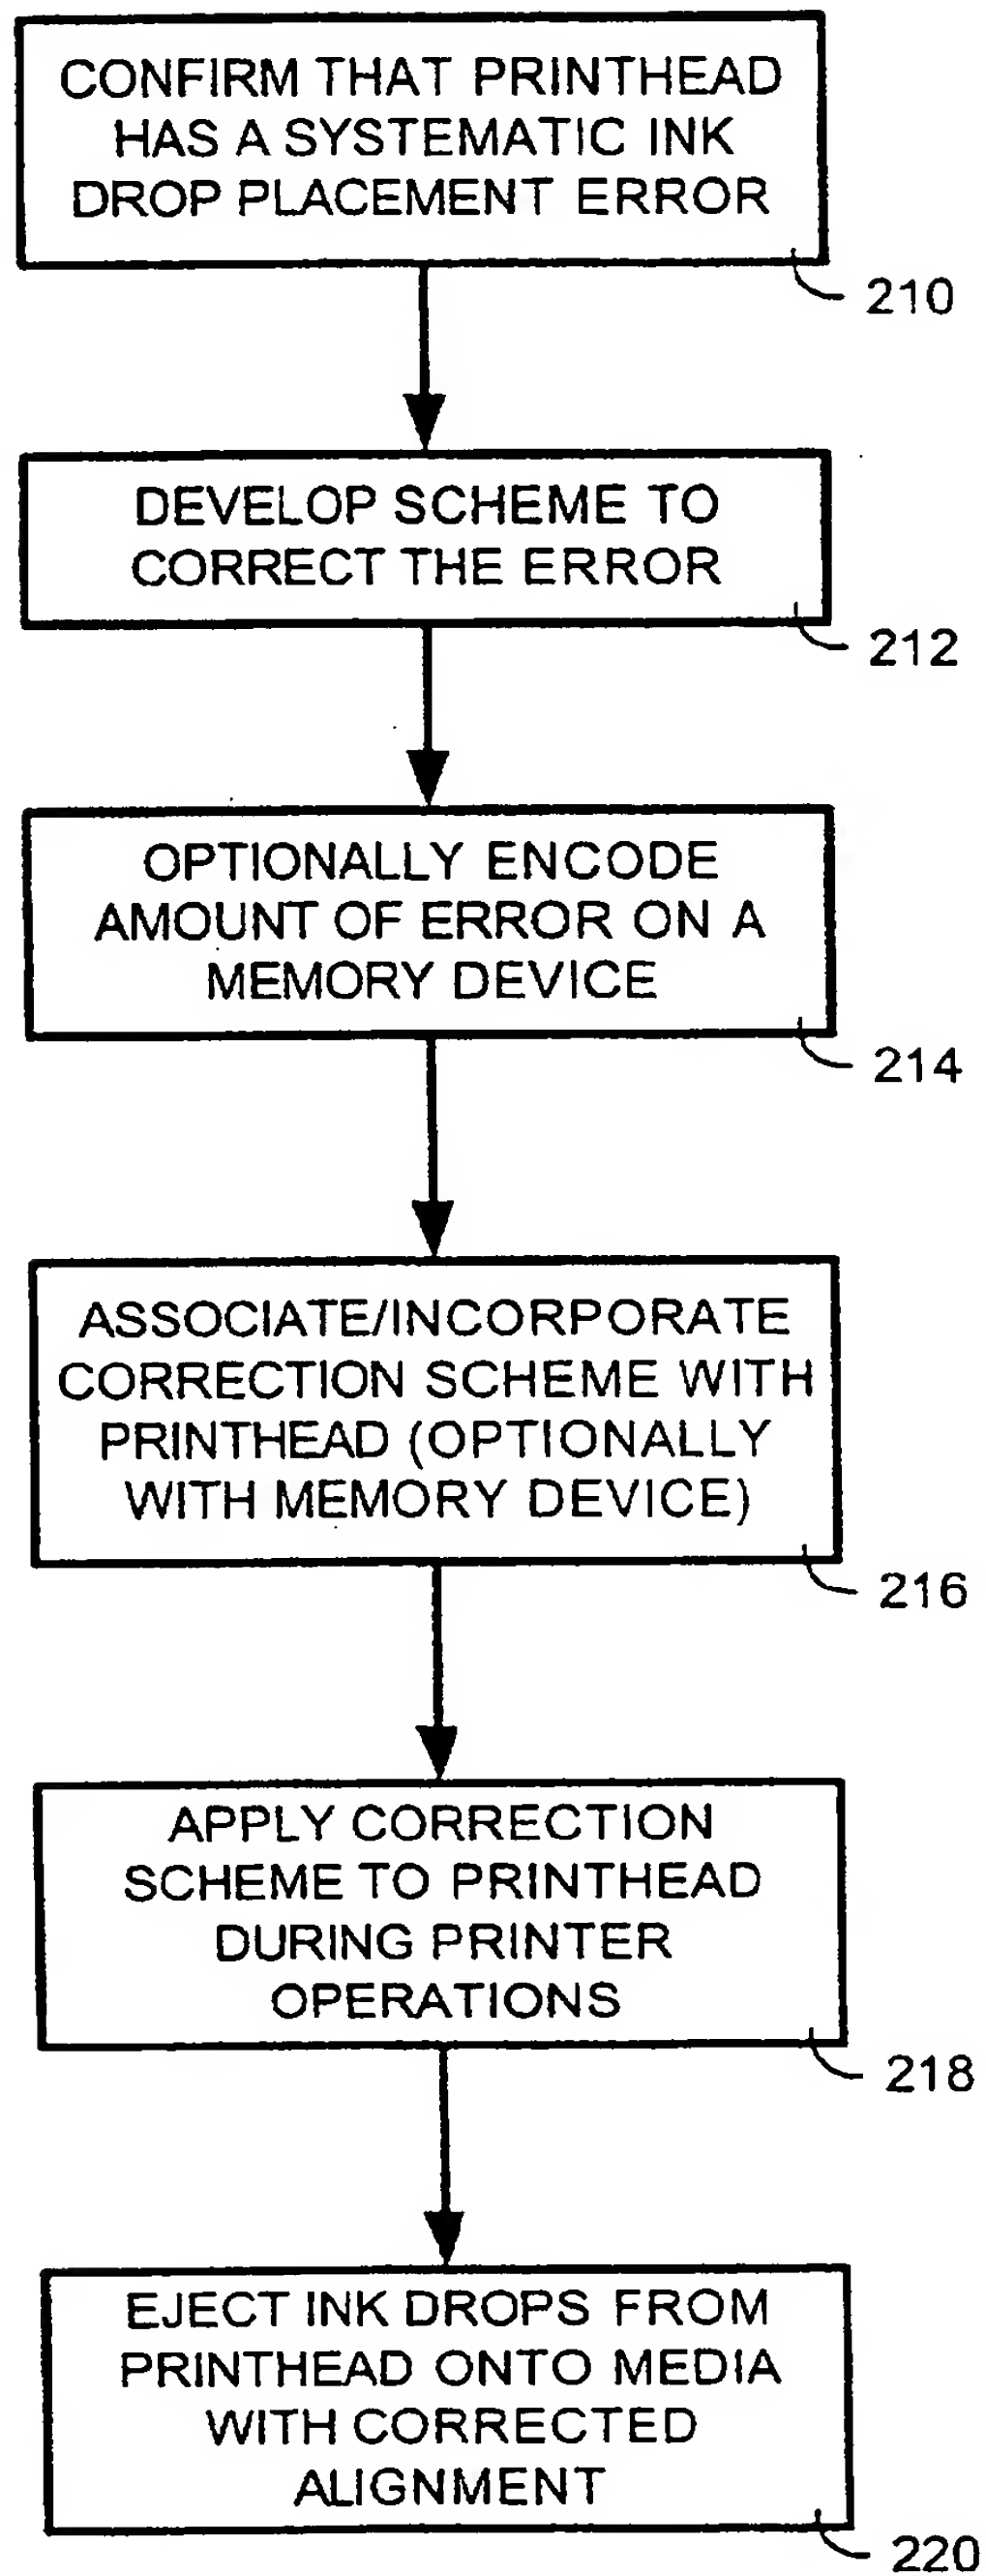 CONFIRM THAT PRINTHEAD
HAS A SYSTEMATIC INK
DROP PLACEMENT ERROR
210
DEVELOP SCHEME TO
CORRECT THE ERROR
212
OPTIONALLY ENCODE
AMOUNT OF ERROR ON A
MEMORY DEVICE
214
ASSOCIATE/INCORPORATE
CORRECTION SCHEME WITH
PRINTHEAD (OPTIONALLY
WITH MEMORY DEVICE)
216
APPLY CORRECTION
SCHEME TO PRINTHEAD
DURING PRINTER
OPERATIONS
218
EJECT INK DROPS FROM
PRINTHEAD ONTO MEDIA
WITH CORRECTED
ALIGNMENT
220